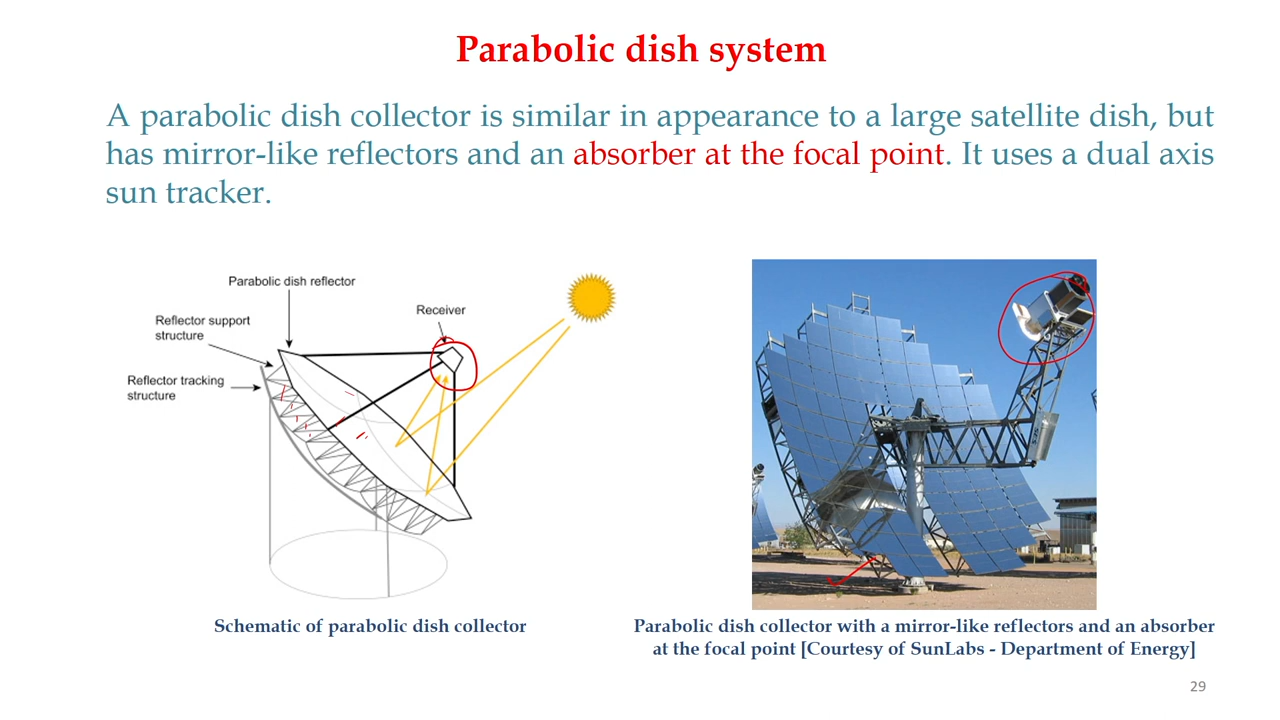 Parabolic dish system
A parabolic dish collector is similar in appearance to a large satellite dish, but
has mirror-like reflectors and an absorber at the focal point. It uses a dual axis
sun tracker.
Parabolic dish reflector
Reflector support
structure
Reflector tracking
structure
Receiver
Schematic of parabolic dish collector
Parabolic dish collector with a mirror-like reflectors and an absorber
at the focal point [Courtesy of SunLabs - Department of Energy]
29